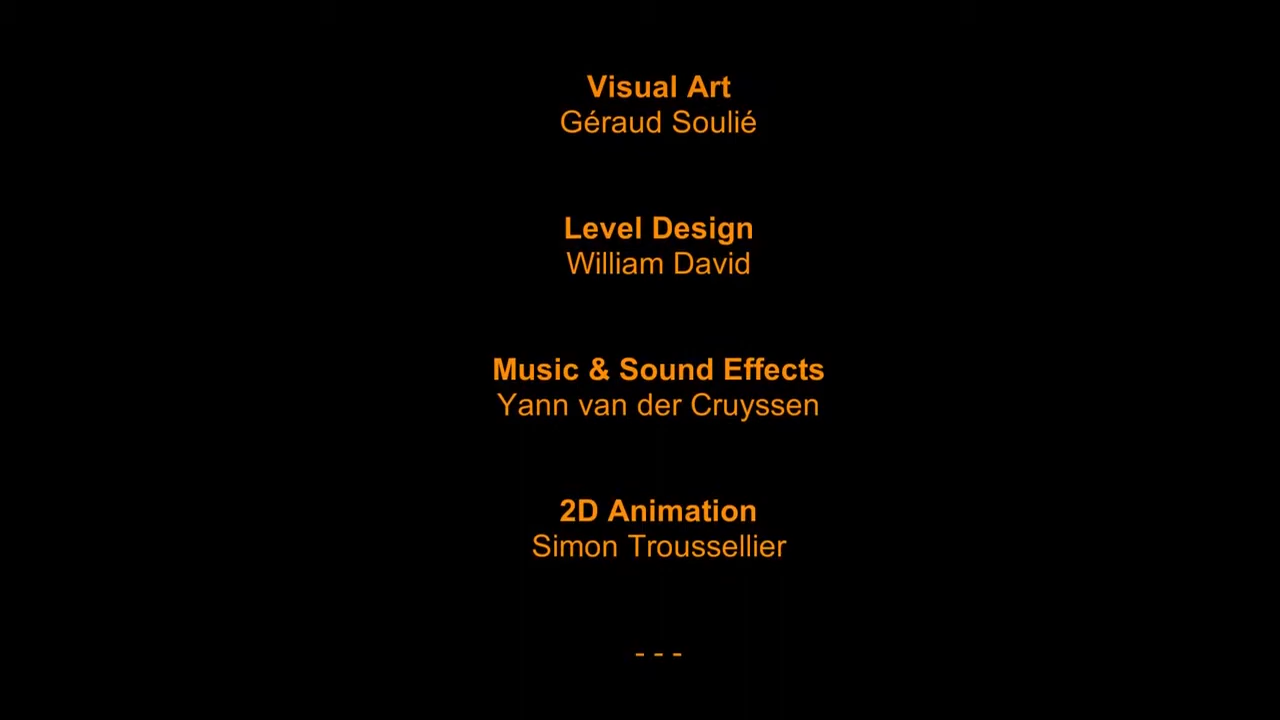 Visual Art
Géraud Soulié
Level Design
William David
Music & Sound Effects
Yann van der Cruyssen
2D Animation
Simon Troussellier
- - -